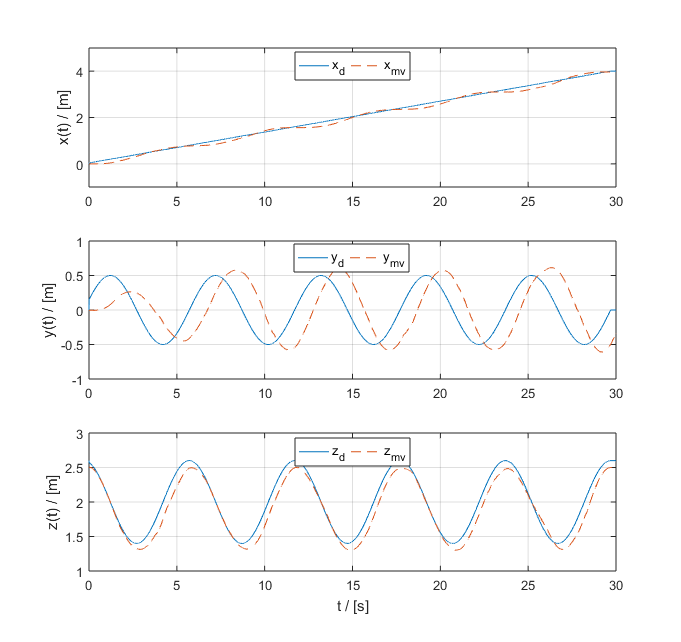 x(t) / [m]
4
2
0
x_d x_mv
0 5 10 15 20 25 30
y(t) / [m]
1
0.5
0
-0.5
-1
y_d y_mv
0 5 10 15 20 25 30
z(t) / [m]
3
2.5
2
1.5
1
z_d z_mv
0 5 10 15 20 25 30
t / [s]